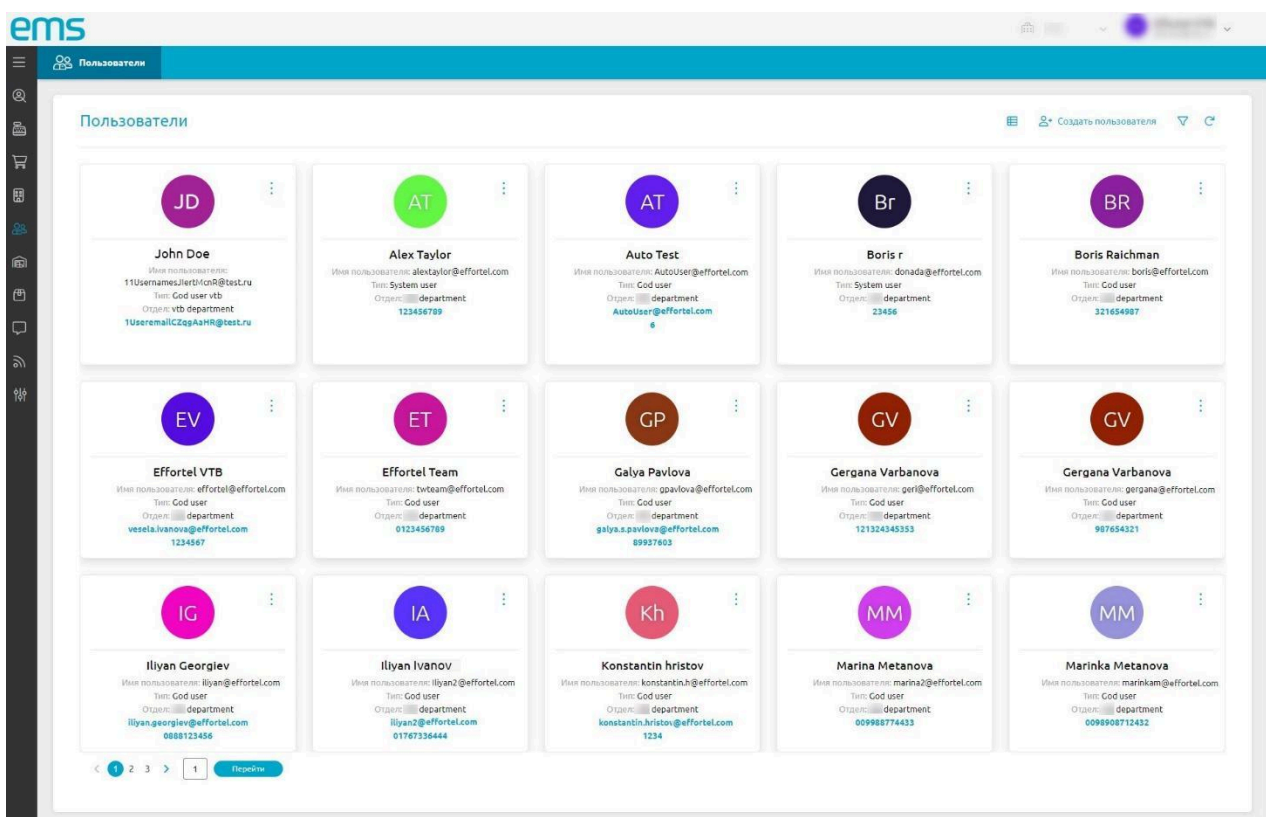 ems
Пользователи
Пользователи
Создать пользователя
JD
John Doe
Имя пользователя:
11UsernamesJlertMcnR@test.ru
Тип: God user vtb
Отдел: vtb department
1UseremailCZqgAaHR@test.ru
AT
Alex Taylor
Имя пользователя: alextaylor@effortel.com
Тип: System user
Отдел: department
123456789
AT
Auto Test
Имя пользователя: AutoUser@effortel.com
Тип: God user
Отдел: department
AutoUser@effortel.com
6
Br
Boris r
Имя пользователя: donada@effortel.com
Тип: System user
Отдел: department
23456
BR
Boris Raichman
Имя пользователя: boris@effortel.com
Тип: God user
Отдел: department
321654987
EV
Effortel VTB
Имя пользователя: effortel@effortel.com
Тип: God user
Отдел: department
vesela.ivanova@effortel.com
1234567
ET
Effortel Team
Имя пользователя: twteam@effortel.com
Тип: God user
Отдел: department
0123456789
GP
Galya Pavlova
Имя пользователя: gpavlova@effortel.com
Тип: God user
Отдел: department
galya.s.pavlova@effortel.com
89937603
GV
Gergana Varbanova
Имя пользователя: geri@effortel.com
Тип: God user
Отдел: department
121324345353
GV
Gergana Varbanova
Имя пользователя: gergana@effortel.com
Тип: God user
Отдел: department
987654321
IG
Iliyan Georgiev
Имя пользователя: iliyan@effortel.com
Тип: God user
Отдел: department
iliyan.georgiev@effortel.com
0888123456
IA
Iliyan Ivanov
Имя пользователя: Iliyan2@effortel.com
Тип: God user
Отдел: department
iliyan2@effortel.com
01767336444
Kh
Konstantin hristov
Имя пользователя: konstantin.h@effortel.com
Тип: God user
Отдел: department
konstantin.hristov@effortel.com
1234
MM
Marina Metanova
Имя пользователя: marina2@effortel.com
Тип: God user
Отдел: department
009988774433
MM
Marinka Metanova
Имя пользователя: marinkam@effortel.com
Тип: God user
Отдел: department
0098908712432
< 1 2 3 > 1 Перейти